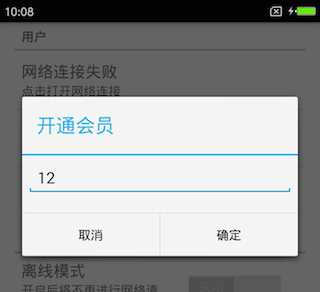 10:08
用户
网络连接失败
点击打开网络连接
开通会员
12
取消
确定
离线模式
开启后将不再进行网络请
关闭